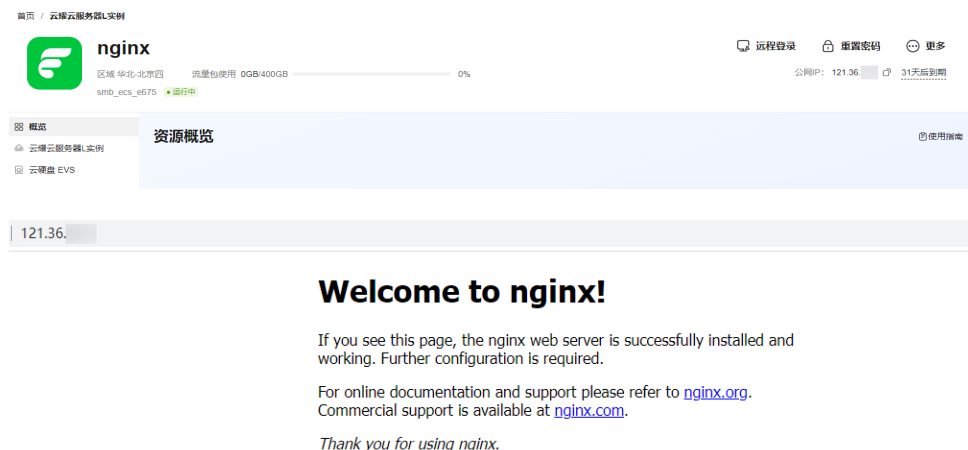 首页 / 云耀云服务器L实例
nginx
远程登录 重置密码 更多
区域 华北-北京四 流量包使用 0GB/400GB 0%
公网IP: 121.36. 31天后到期
smb_ecs_e675 运行中
概览
云耀云服务器L实例
云硬盘 EVS
资源概览
使用指南
121.36.
Welcome to nginx!
If you see this page, the nginx web server is successfully installed and
working. Further configuration is required.
For online documentation and support please refer to nginx.org.
Commercial support is available at nginx.com.
Thank you for using nginx.